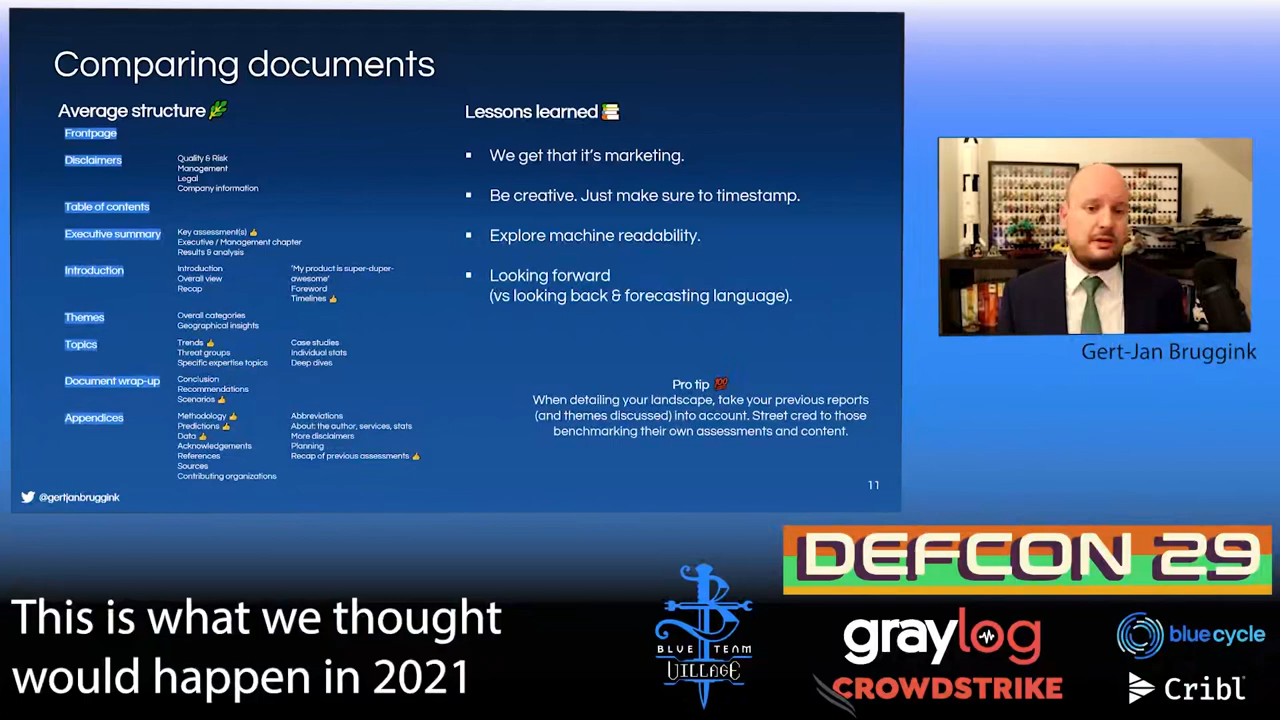 Comparing documents
Average structure
Frontpage
Disclaimers
Quality & Risk
Management
Legal
Company information
Table of contents
Executive summary
Key assessment(s)
Executive / Management chapter
Results & analysis
Introduction
Introduction
Overall view
Recap
'My product is super-duper-
awesome'
Foreword
Timelines
Themes
Overall categories
Geographical insights
Topics
Trends
Threat groups
Specific expertise topics
Case studies
Individual stats
Deep dives
Document wrap-up
Conclusion
Recommendations
Scenarios
Appendices
Methodology
Predictions
Data
Acknowledgements
References
Sources
Contributing organizations
Abbreviations
About: the author, services, stats
More disclaimers
Planning
Recap of previous assessments
Lessons learned
We get that it's marketing.
Be creative. Just make sure to timestamp.
Explore machine readability.
Looking forward
(vs looking back & forecasting language).
Pro tip 💯
When detailing your landscape, take your previous reports
(and themes discussed) into account. Street cred to those
benchmarking their own assessments and content.
@gertjanbruggink
11
Gert-Jan Bruggink
This is what we thought
would happen in 2021
BLUE TEAM
VILLAGE
DEFCON 29
graylog
CROWDSTRIKE
blue cycle
Cribl